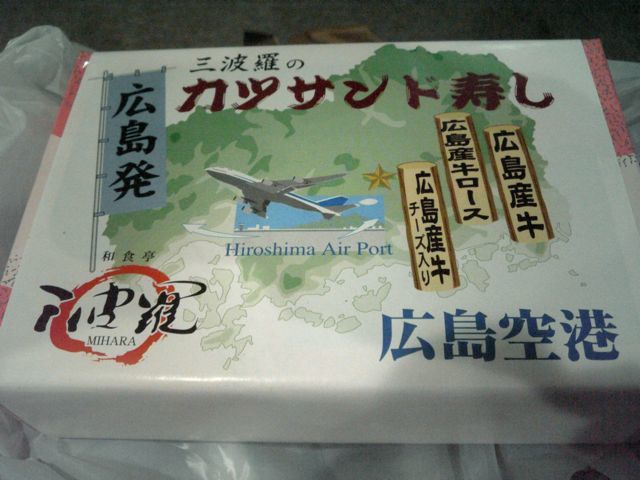 三波羅の
カツサンド寿し
広島発
広島産牛
広島産牛ロース
広島産牛
チーズ入り
Hiroshima Air Port
和食亭
三波羅
MIHARA
広島空港